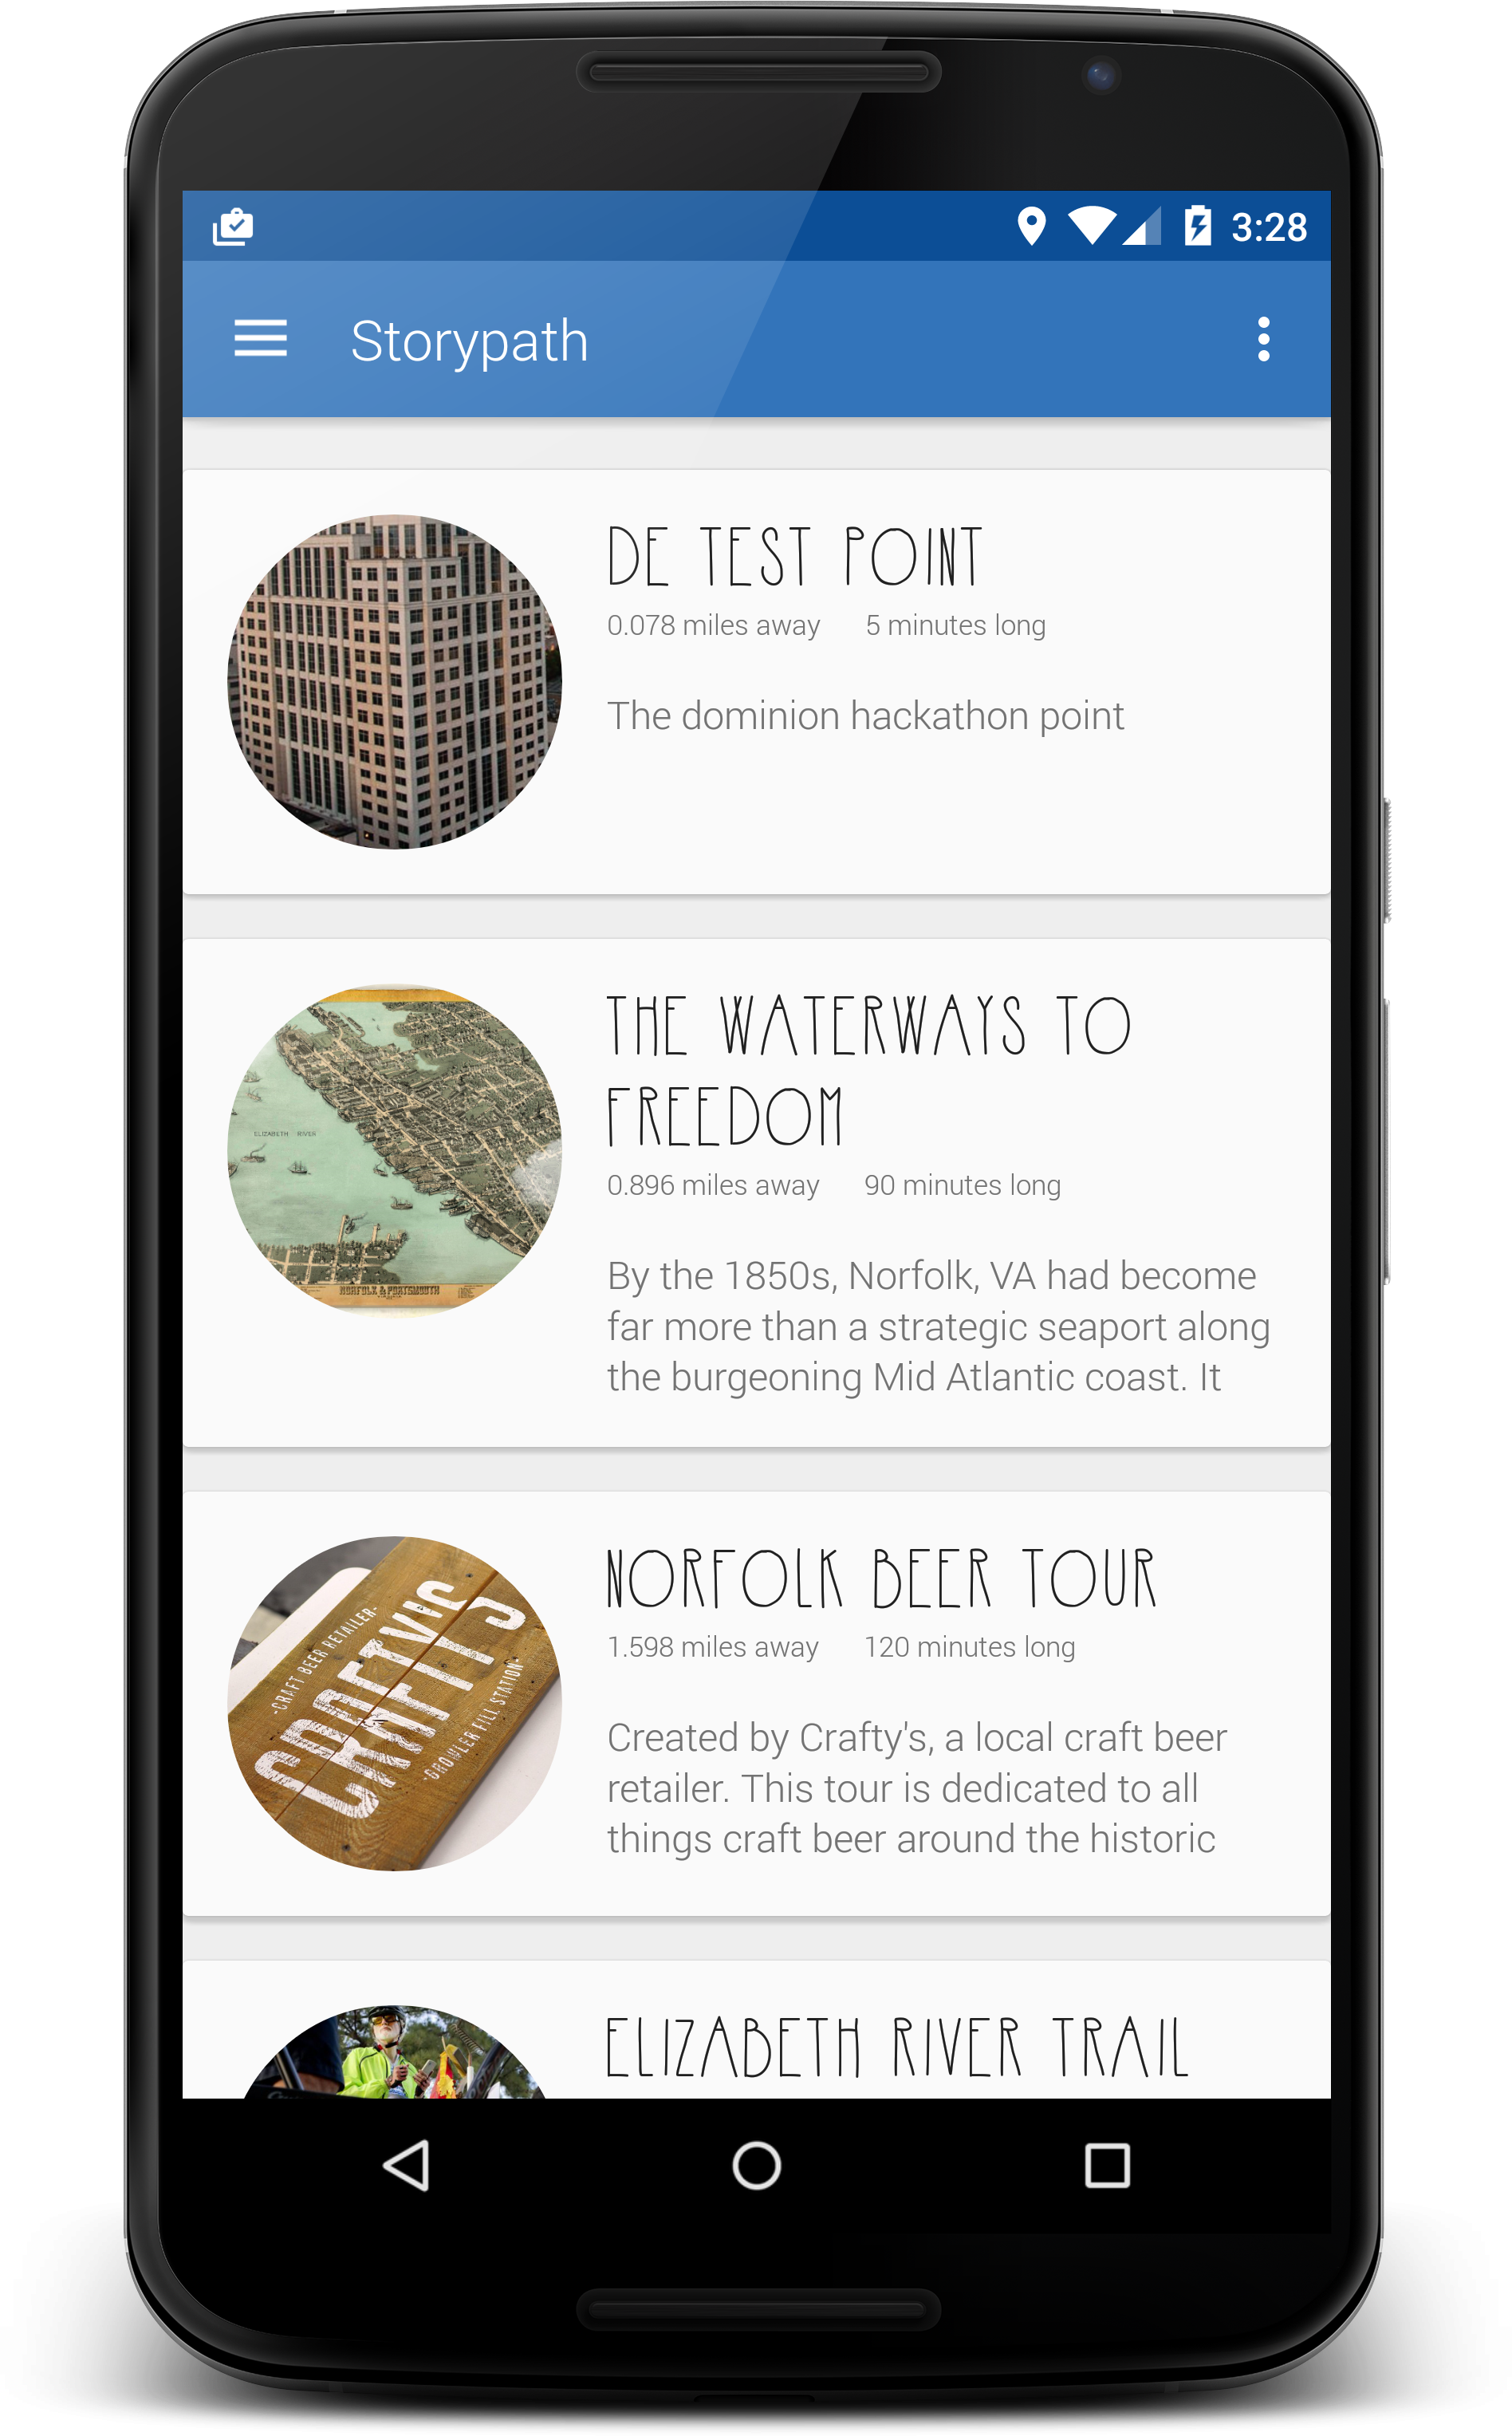 3:28
Storypath
DE TEST POINT
0.078 miles away 5 minutes long
The dominion hackathon point
THE WATERWAYS TO
FREEDOM
0.896 miles away 90 minutes long
By the 1850s, Norfolk, VA had become
far more than a strategic seaport along
the burgeoning Mid Atlantic coast. It
ELIZABETH RIVER
NORFOLK & PORTSMOUTH
NORFOLK BEER TOUR
1.598 miles away 120 minutes long
Created by Crafty's, a local craft beer
retailer. This tour is dedicated to all
things craft beer around the historic
-CRAFT BEER RETAILER-
CRAFTY'S
-GROWLER FILL STATION-
ELIZABETH RIVER TRAIL